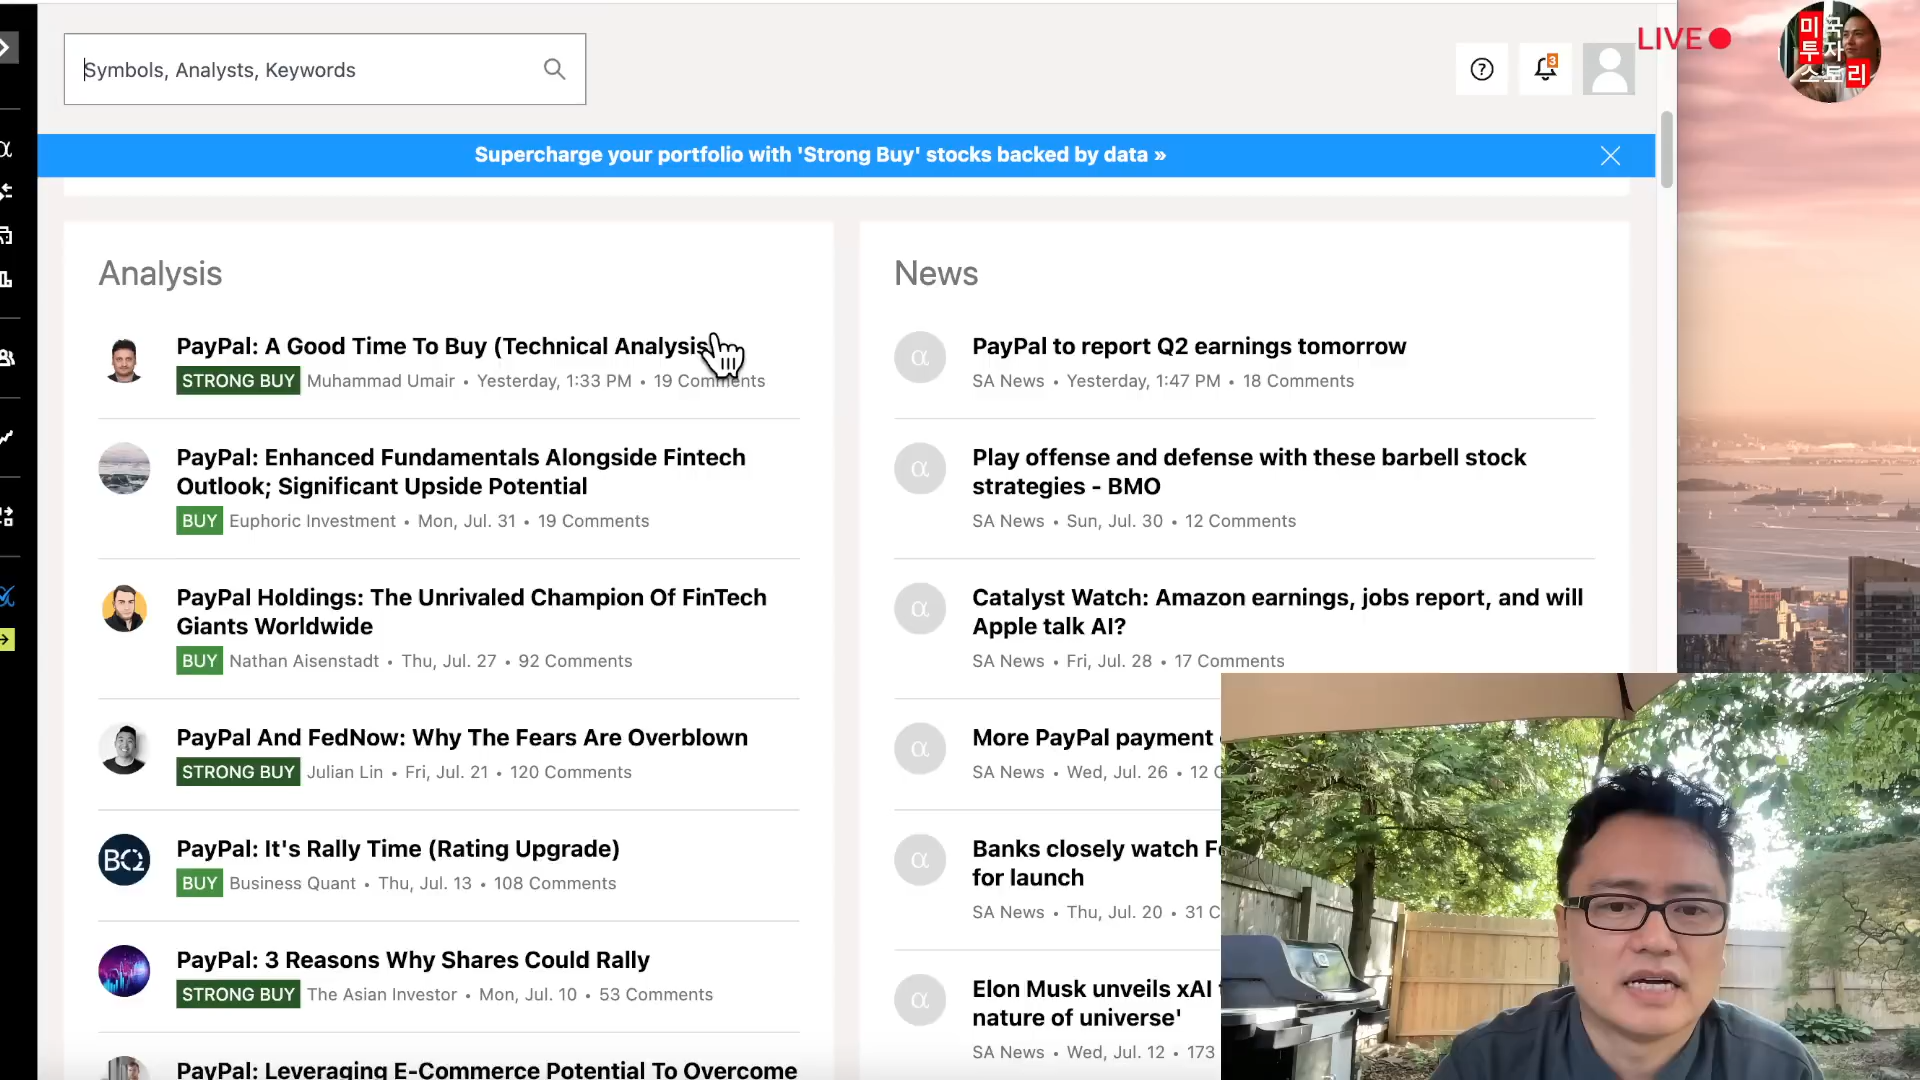 Symbols, Analysts, Keywords
3
LIVE
미국
투자
스토리
Supercharge your portfolio with 'Strong Buy' stocks backed by data »
Analysis
PayPal: A Good Time To Buy (Technical Analysis
STRONG BUY Muhammad Umair • Yesterday, 1:33 PM • 19 Comments
PayPal: Enhanced Fundamentals Alongside Fintech
Outlook; Significant Upside Potential
BUY Euphoric Investment • Mon, Jul. 31 • 19 Comments
PayPal Holdings: The Unrivaled Champion Of FinTech
Giants Worldwide
BUY Nathan Aisenstadt • Thu, Jul. 27 • 92 Comments
PayPal And FedNow: Why The Fears Are Overblown
STRONG BUY Julian Lin • Fri, Jul. 21 • 120 Comments
BQ
PayPal: It's Rally Time (Rating Upgrade)
BUY Business Quant • Thu, Jul. 13 • 108 Comments
PayPal: 3 Reasons Why Shares Could Rally
STRONG BUY The Asian Investor • Mon, Jul. 10 • 53 Comments
PayPal: Leveraging E-Commerce Potential To Overcome
News
PayPal to report Q2 earnings tomorrow
SA News • Yesterday, 1:47 PM • 18 Comments
Play offense and defense with these barbell stock
strategies - BMO
SA News • Sun, Jul. 30 • 12 Comments
Catalyst Watch: Amazon earnings, jobs report, and will
Apple talk AI?
SA News • Fri, Jul. 28 • 17 Comments
More PayPal payment
SA News • Wed, Jul. 26 • 12
Banks closely watch
for launch
SA News • Thu, Jul. 20 • 31
Elon Musk unveils xAI
nature of universe'
SA News • Wed, Jul. 12 • 173